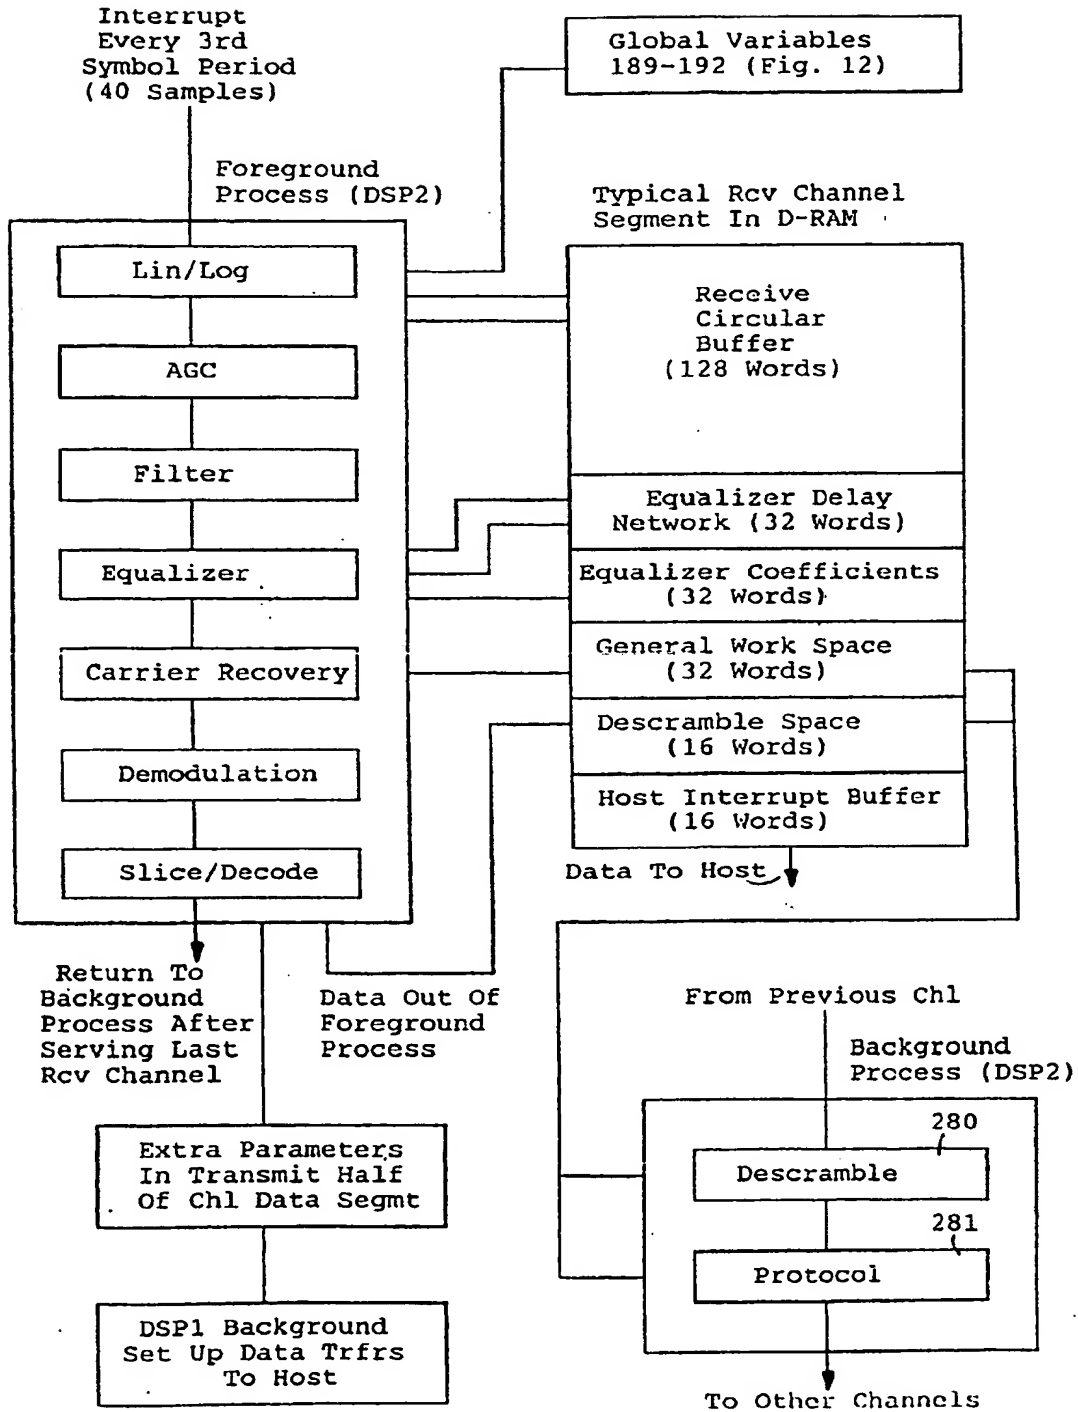 Interrupt
Every 3rd
Symbol Period
(40 Samples)
Global Variables
189-192 (Fig. 12)
Foreground
Process (DSP2)
Typical Rcv Channel
Segment In D-RAM
Lin/Log
AGC
Filter
Equalizer
Carrier Recovery
Demodulation
Slice/Decode
Receive
Circular
Buffer
(128 Words)
Equalizer Delay
Network (32 Words)
Equalizer Coefficients
(32 Words)
General Work Space
(32 Words)
Descramble Space
(16 Words)
Host Interrupt Buffer
(16 Words)
Data To Host
Return To
Background
Process After
Serving Last
Rcv Channel
Data Out Of
Foreground
Process
From Previous Chl
Background
Process (DSP2)
280
Descramble
281
Protocol
To Other Channels
Extra Parameters
In Transmit Half
Of Chl Data Segmt
DSP1 Background
Set Up Data Trfrs
To Host